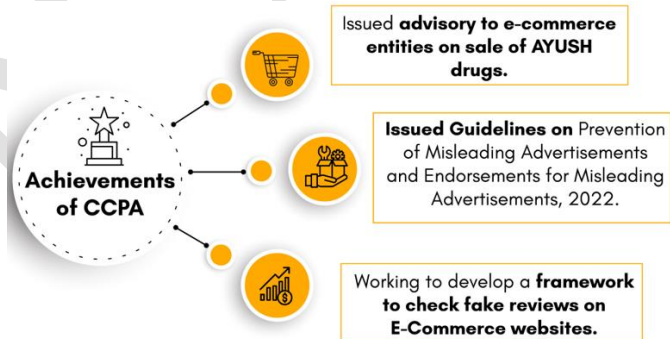 Issued advisory to e-commerce
entities on sale of AYUSH
drugs.
Achievements
of CCPA
Issued Guidelines on Prevention
of Misleading Advertisements
and Endorsements for Misleading
Advertisements, 2022.
Working to develop a framework
to check fake reviews on
E-Commerce websites.